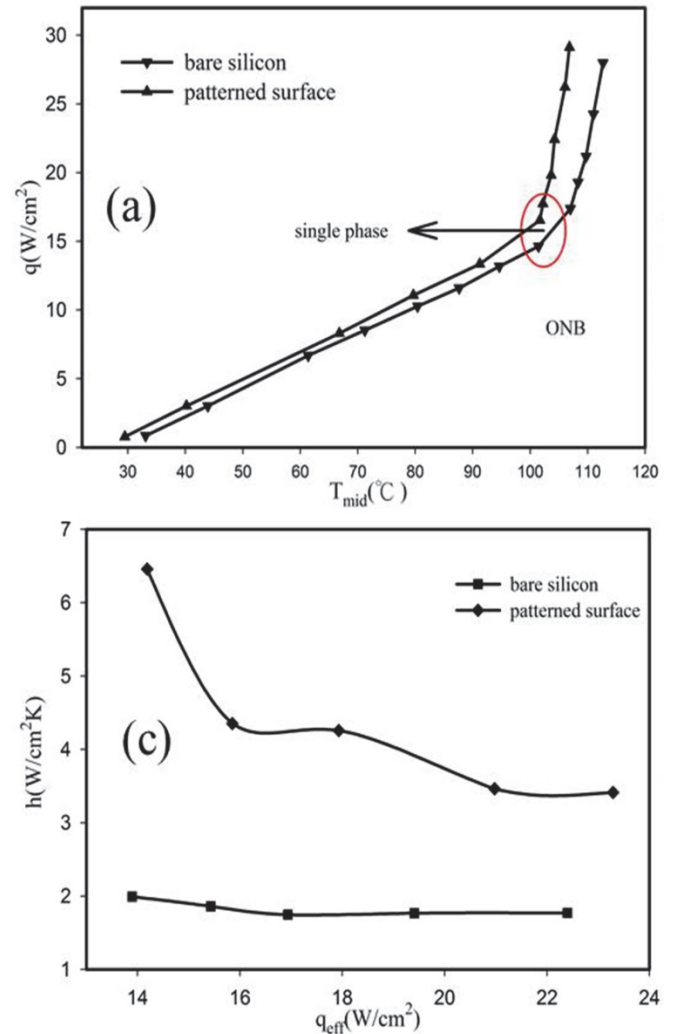 30
25
20
15
10
5
0
q(W/cm²)
bare silicon
patterned surface
(a)
single phase
ONB
30 40 50 60 70 80 90 100 110 120
T_mid(℃)
7
6
5
4
3
2
1
h(W/cm²K)
bare silicon
patterned surface
(c)
14 16 18 20 22 24
q_eff(W/cm²)